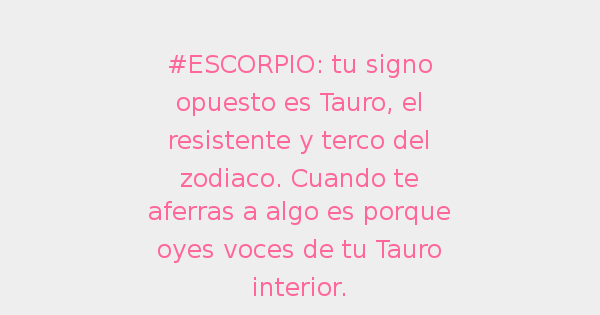 #ESCORPIO: tu signo
opuesto es Tauro, el
resistente y terco del
zodiaco. Cuando te
aferras a algo es porque
oyes voces de tu Tauro
interior.